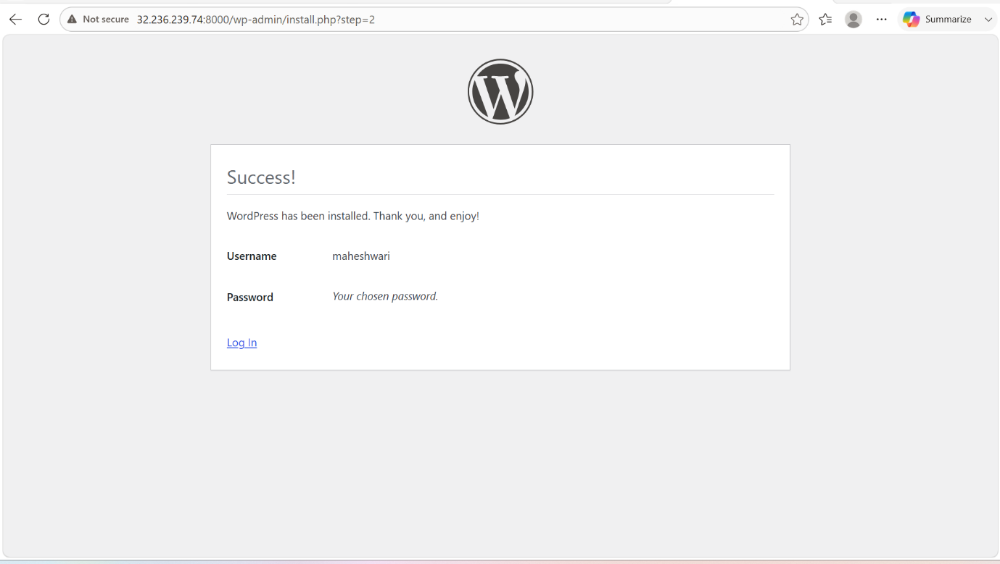 Not secure 32.236.239.74:8000/wp-admin/install.php?step=2 Summarize
Success!
WordPress has been installed. Thank you, and enjoy!
Username maheshwari
Password Your chosen password.
Log In